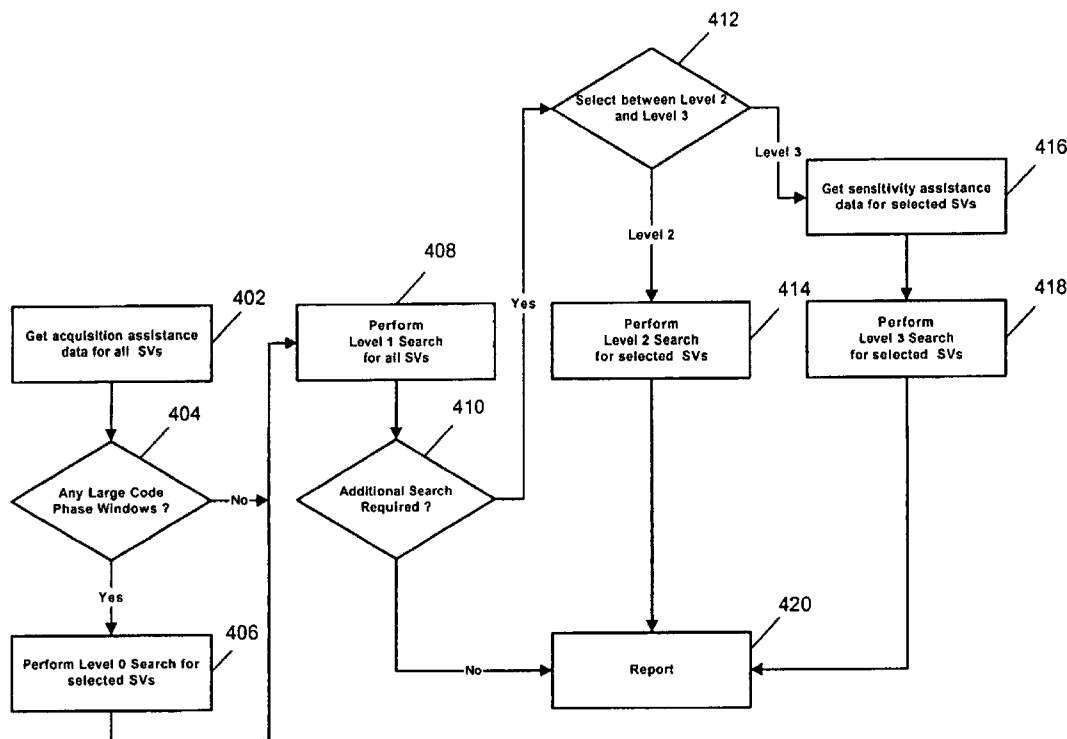 412
Select between Level 2
and Level 3
Level 3
416
Get sensitivity assistance
data for selected SVs
Level 2
408
Yes
402
Get acquisition assistance
data for all SVs
Perform
Level 1 Search
for all SVs
414
Perform
Level 2 Search
for selected SVs
418
Perform
Level 3 Search
for selected SVs
404
Any Large Code
Phase Windows ?
No
410
Additional Search
Required ?
Yes
406
Perform Level 0 Search for
selected SVs
No
420
Report